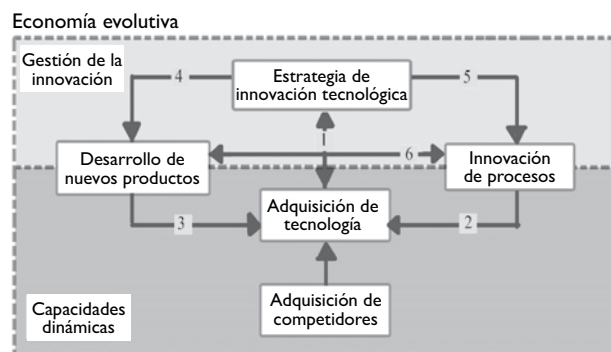 Economía evolutiva
Gestión de la
innovación
4
Estrategia de
innovación tecnológica
5
Desarrollo de
nuevos productos
6
Innovación
de procesos
3
Adquisición de
tecnología
2
Capacidades
dinámicas
Adquisición de
competidores